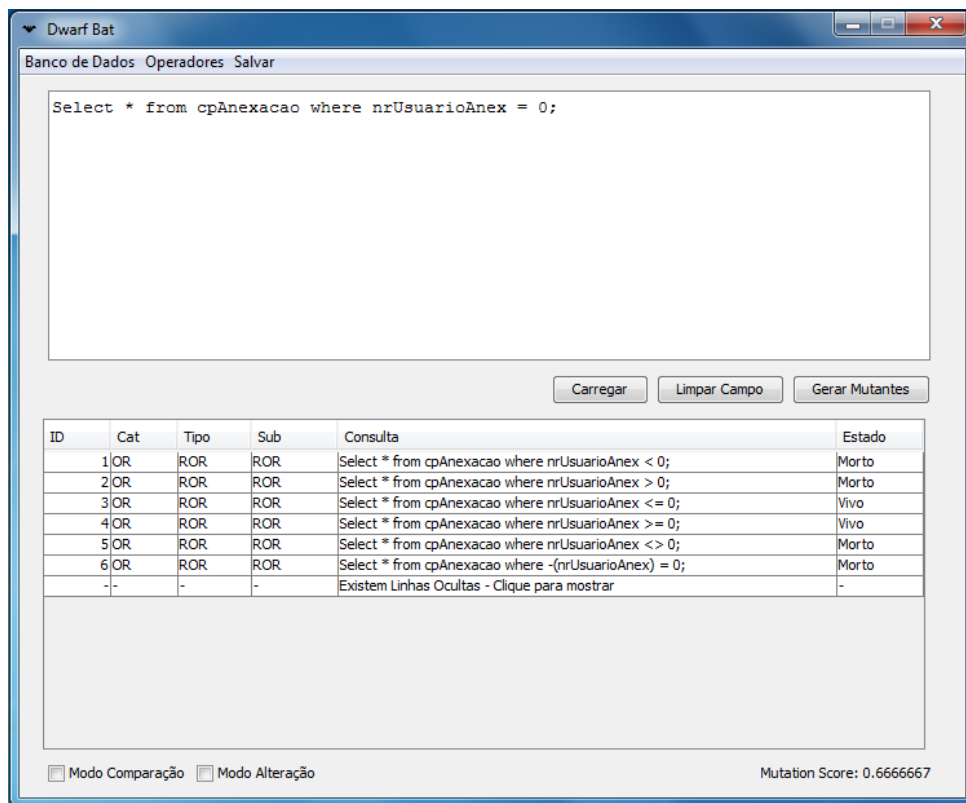 Dwarf Bat
Banco de Dados Operadores Salvar
Select * from cpAnexacao where nrUsuarioAnex = 0;
Carregar Limpar Campo Gerar Mutantes
ID Cat Tipo Sub Consulta Estado
1 OR ROR ROR Select * from cpAnexacao where nrUsuarioAnex < 0; Morto
2 OR ROR ROR Select * from cpAnexacao where nrUsuarioAnex > 0; Morto
3 OR ROR ROR Select * from cpAnexacao where nrUsuarioAnex <= 0; Vivo
4 OR ROR ROR Select * from cpAnexacao where nrUsuarioAnex >= 0; Vivo
5 OR ROR ROR Select * from cpAnexacao where nrUsuarioAnex <> 0; Morto
6 OR ROR ROR Select * from cpAnexacao where -(nrUsuarioAnex) = 0; Morto
- - - - Existem Linhas Ocultas - Clique para mostrar -
Modo Comparação Modo Alteração Mutation Score: 0.6666667